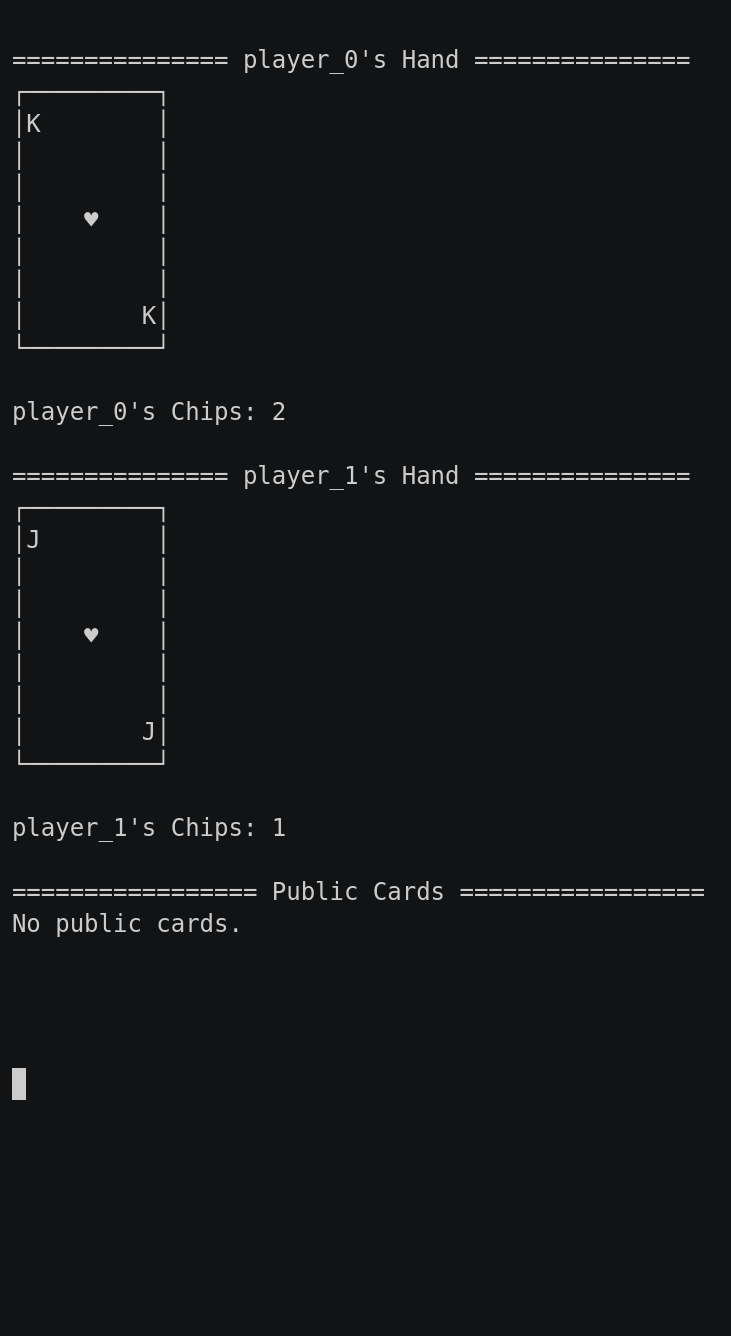 =============== player_0's Hand ===============
┌─────────┐
│K        │
│         │
│         │
│    ♥    │
│         │
│         │
│        K│
└─────────┘
player_0's Chips: 2
=============== player_1's Hand ===============
┌─────────┐
│J        │
│         │
│         │
│    ♥    │
│         │
│         │
│        J│
└─────────┘
player_1's Chips: 1
================= Public Cards =================
No public cards.